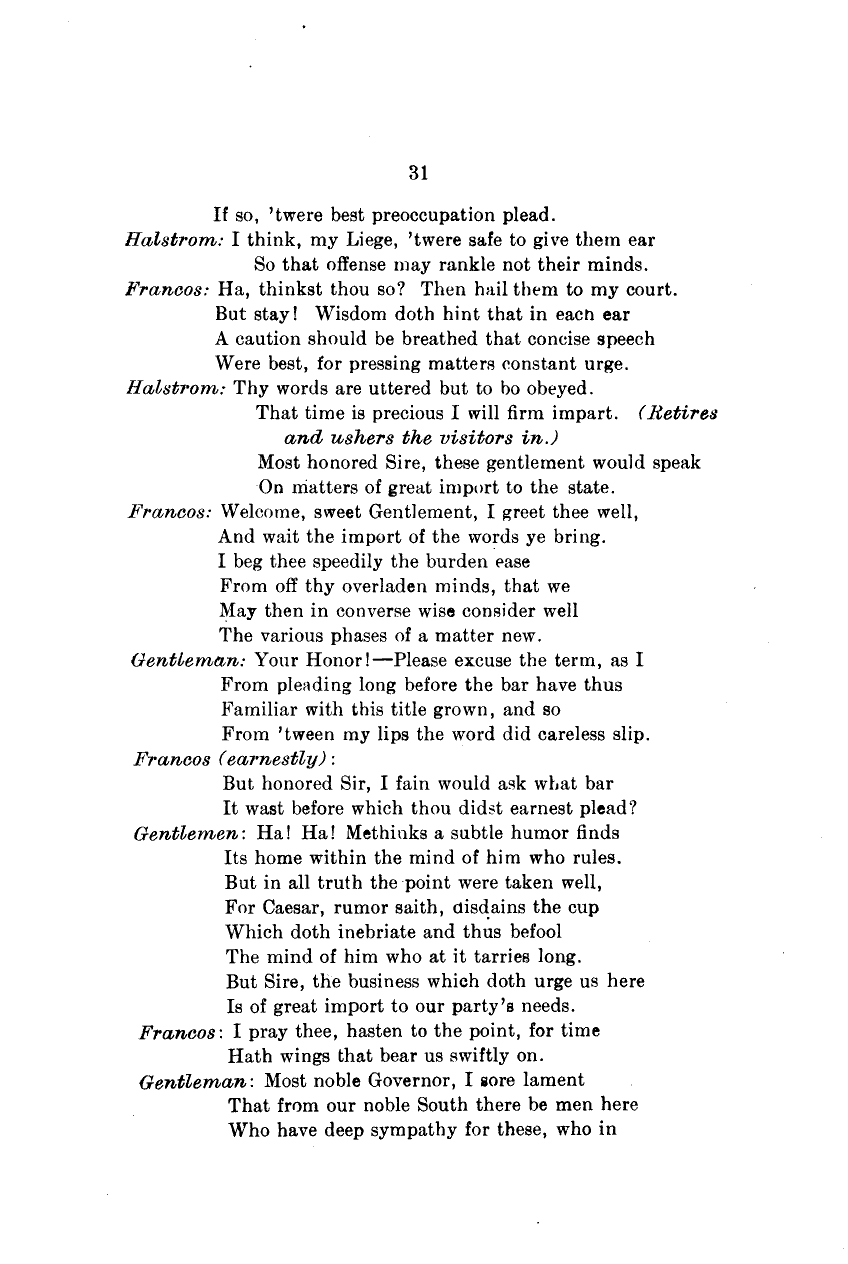 31
If so, 'twere best preoccupation plead.
Halstrom: I think, my Liege, 'twere safe to give them ear
So that offense may rankle not their minds.
Francos: Ha, thinkst thou so? Then hail them to my court.
But stay! Wisdom doth hint that in each ear
A caution should be breathed that concise speech
Were best, for pressing matters constant urge.
Halstrom: Thy words are uttered but to bo obeyed.
That time is precious I will firm impart. (Retires
and ushers the visitors in.)
Most honored Sire, these gentlement would speak
On matters of great import to the state.
Francos: Welcome, sweet Gentlement, I greet thee well,
And wait the import of the words ye bring.
I beg thee speedily the burden ease
From off thy overladen minds, that we
May then in converse wise consider well
The various phases of a matter new.
Gentleman: Your Honor!—Please excuse the term, as I
From pleading long before the bar have thus
Familiar with this title grown, and so
From 'tween my lips the word did careless slip.
Francos (earnestly):
But honored Sir, I fain would ask what bar
It wast before which thou didst earnest plead?
Gentlemen: Ha! Ha! Methinks a subtle humor finds
Its home within the mind of him who rules.
But in all truth the point were taken well,
For Caesar, rumor saith, disdains the cup
Which doth inebriate and thus befool
The mind of him who at it tarries long.
But Sire, the business which doth urge us here
Is of great import to our party's needs.
Francos: I pray thee, hasten to the point, for time
Hath wings that bear us swiftly on.
Gentleman: Most noble Governor, I sore lament
That from our noble South there be men here
Who have deep sympathy for these, who in